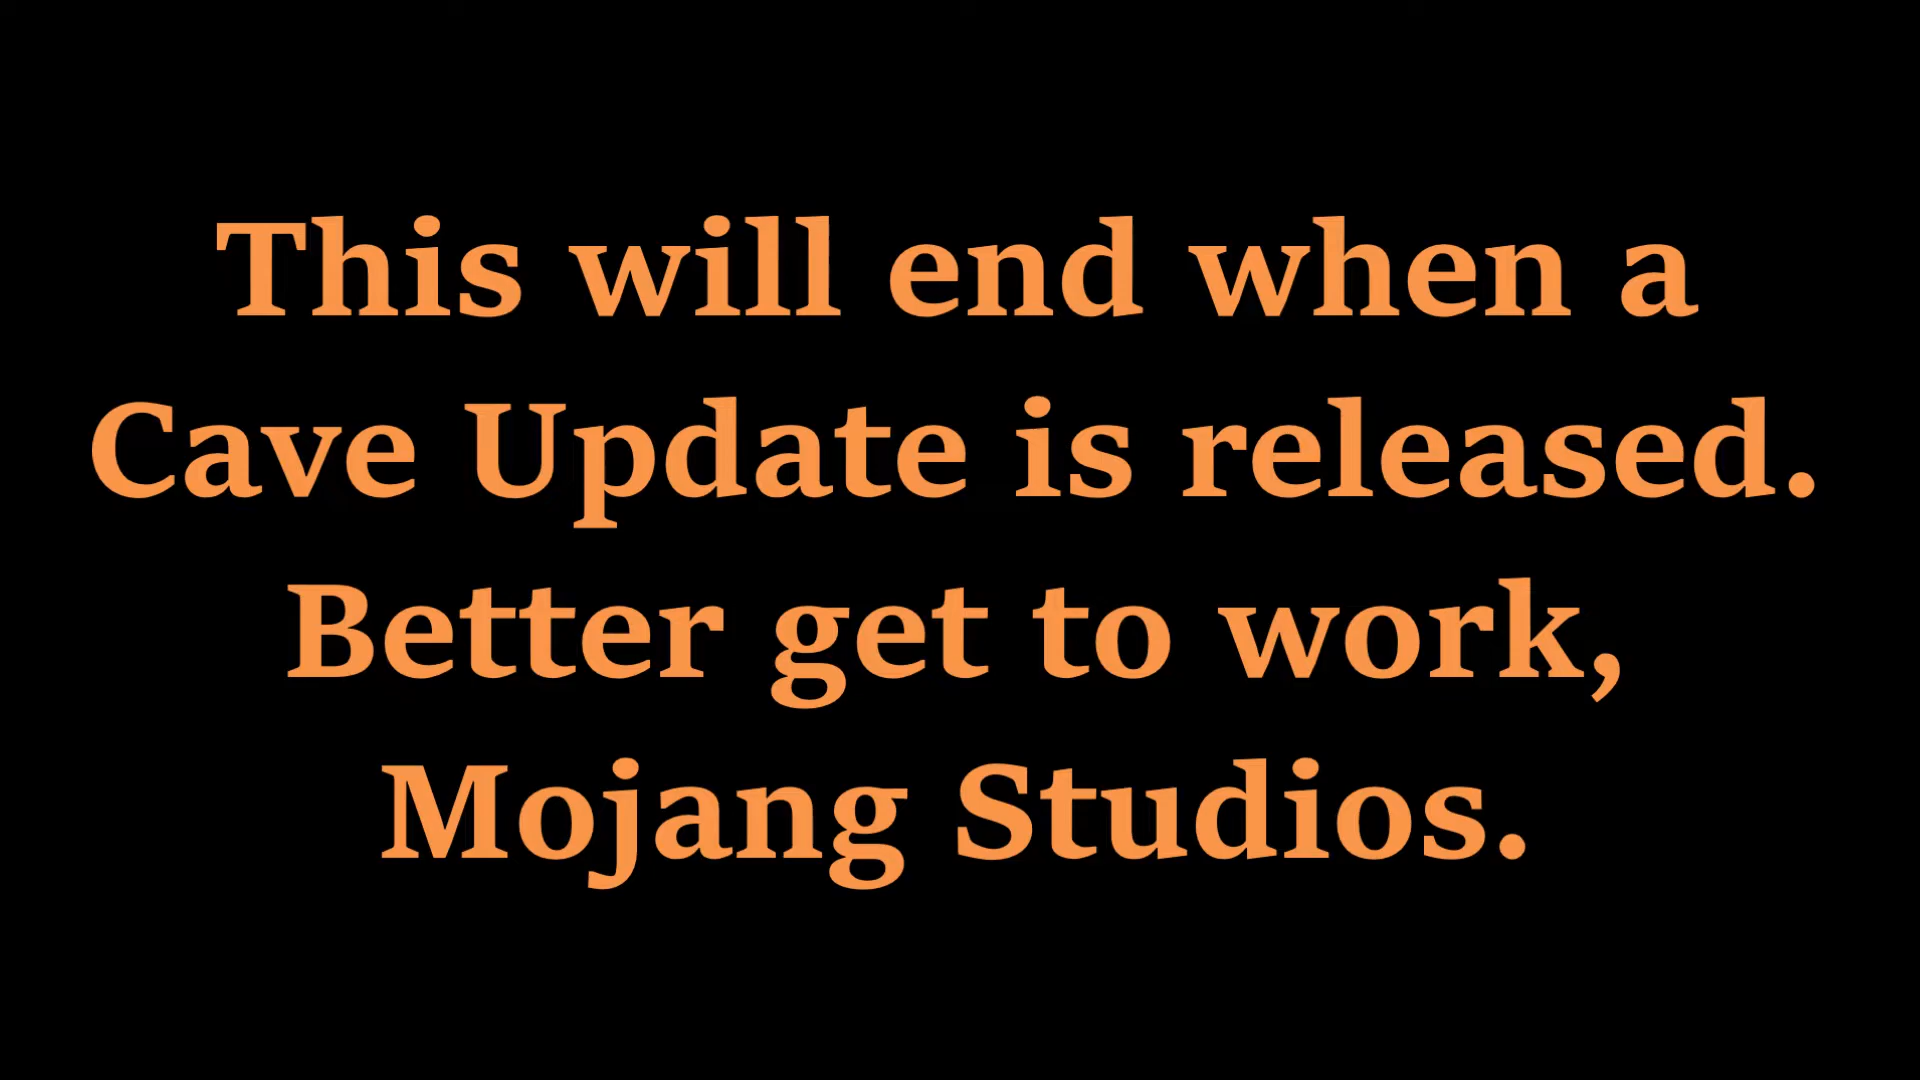 This will end when a
Cave Update is released.
Better get to work,
Mojang Studios.